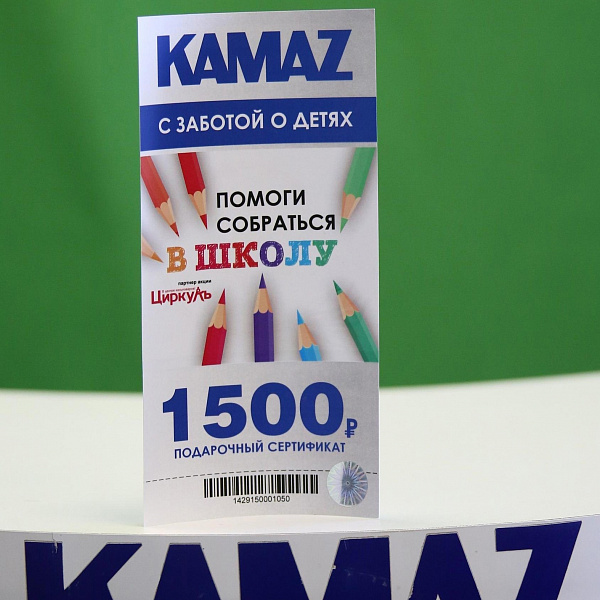 KAMAZ
С ЗАБОТОЙ О ДЕТЯХ
ПОМОГИ
СОБРАТЬСЯ
В ШКОЛУ
партнер акции
ЦиркуЛЬ
1500₽
ПОДАРОЧНЫЙ СЕРТИФИКАТ
1429150001050
KAMAZ